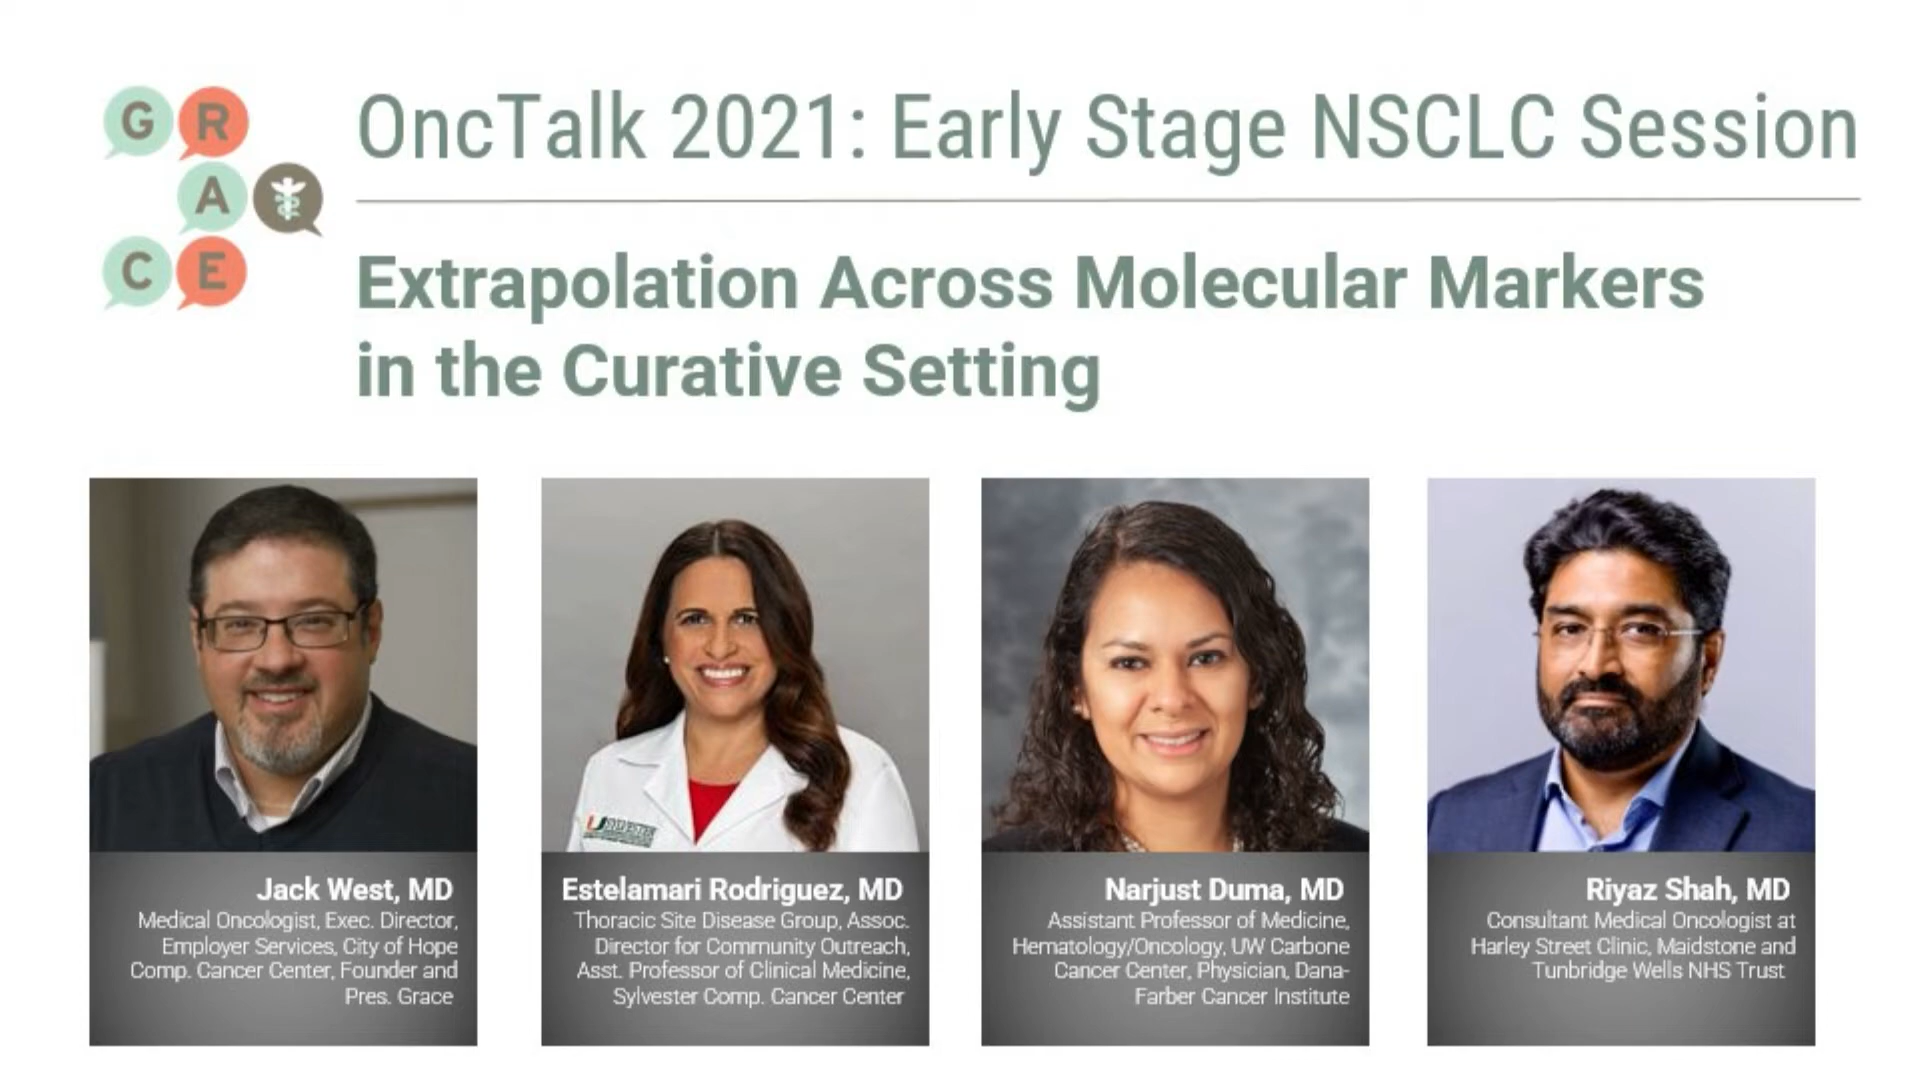 G R
A
C E
OncTalk 2021: Early Stage NSCLC Session
Extrapolation Across Molecular Markers
in the Curative Setting
Jack West, MD
Medical Oncologist, Exec. Director,
Employer Services, City of Hope
Comp. Cancer Center, Founder and
Pres. Grace
Estelamari Rodriguez, MD
Thoracic Site Disease Group, Assoc.
Director for Community Outreach,
Asst. Professor of Clinical Medicine,
Sylvester Comp. Cancer Center
Narjust Duma, MD
Assistant Professor of Medicine,
Hematology/Oncology, UW Carbone
Cancer Center, Physician, Dana-
Farber Cancer Institute
Riyaz Shah, MD
Consultant Medical Oncologist at
Harley Street Clinic, Maidstone and
Tunbridge Wells NHS Trust